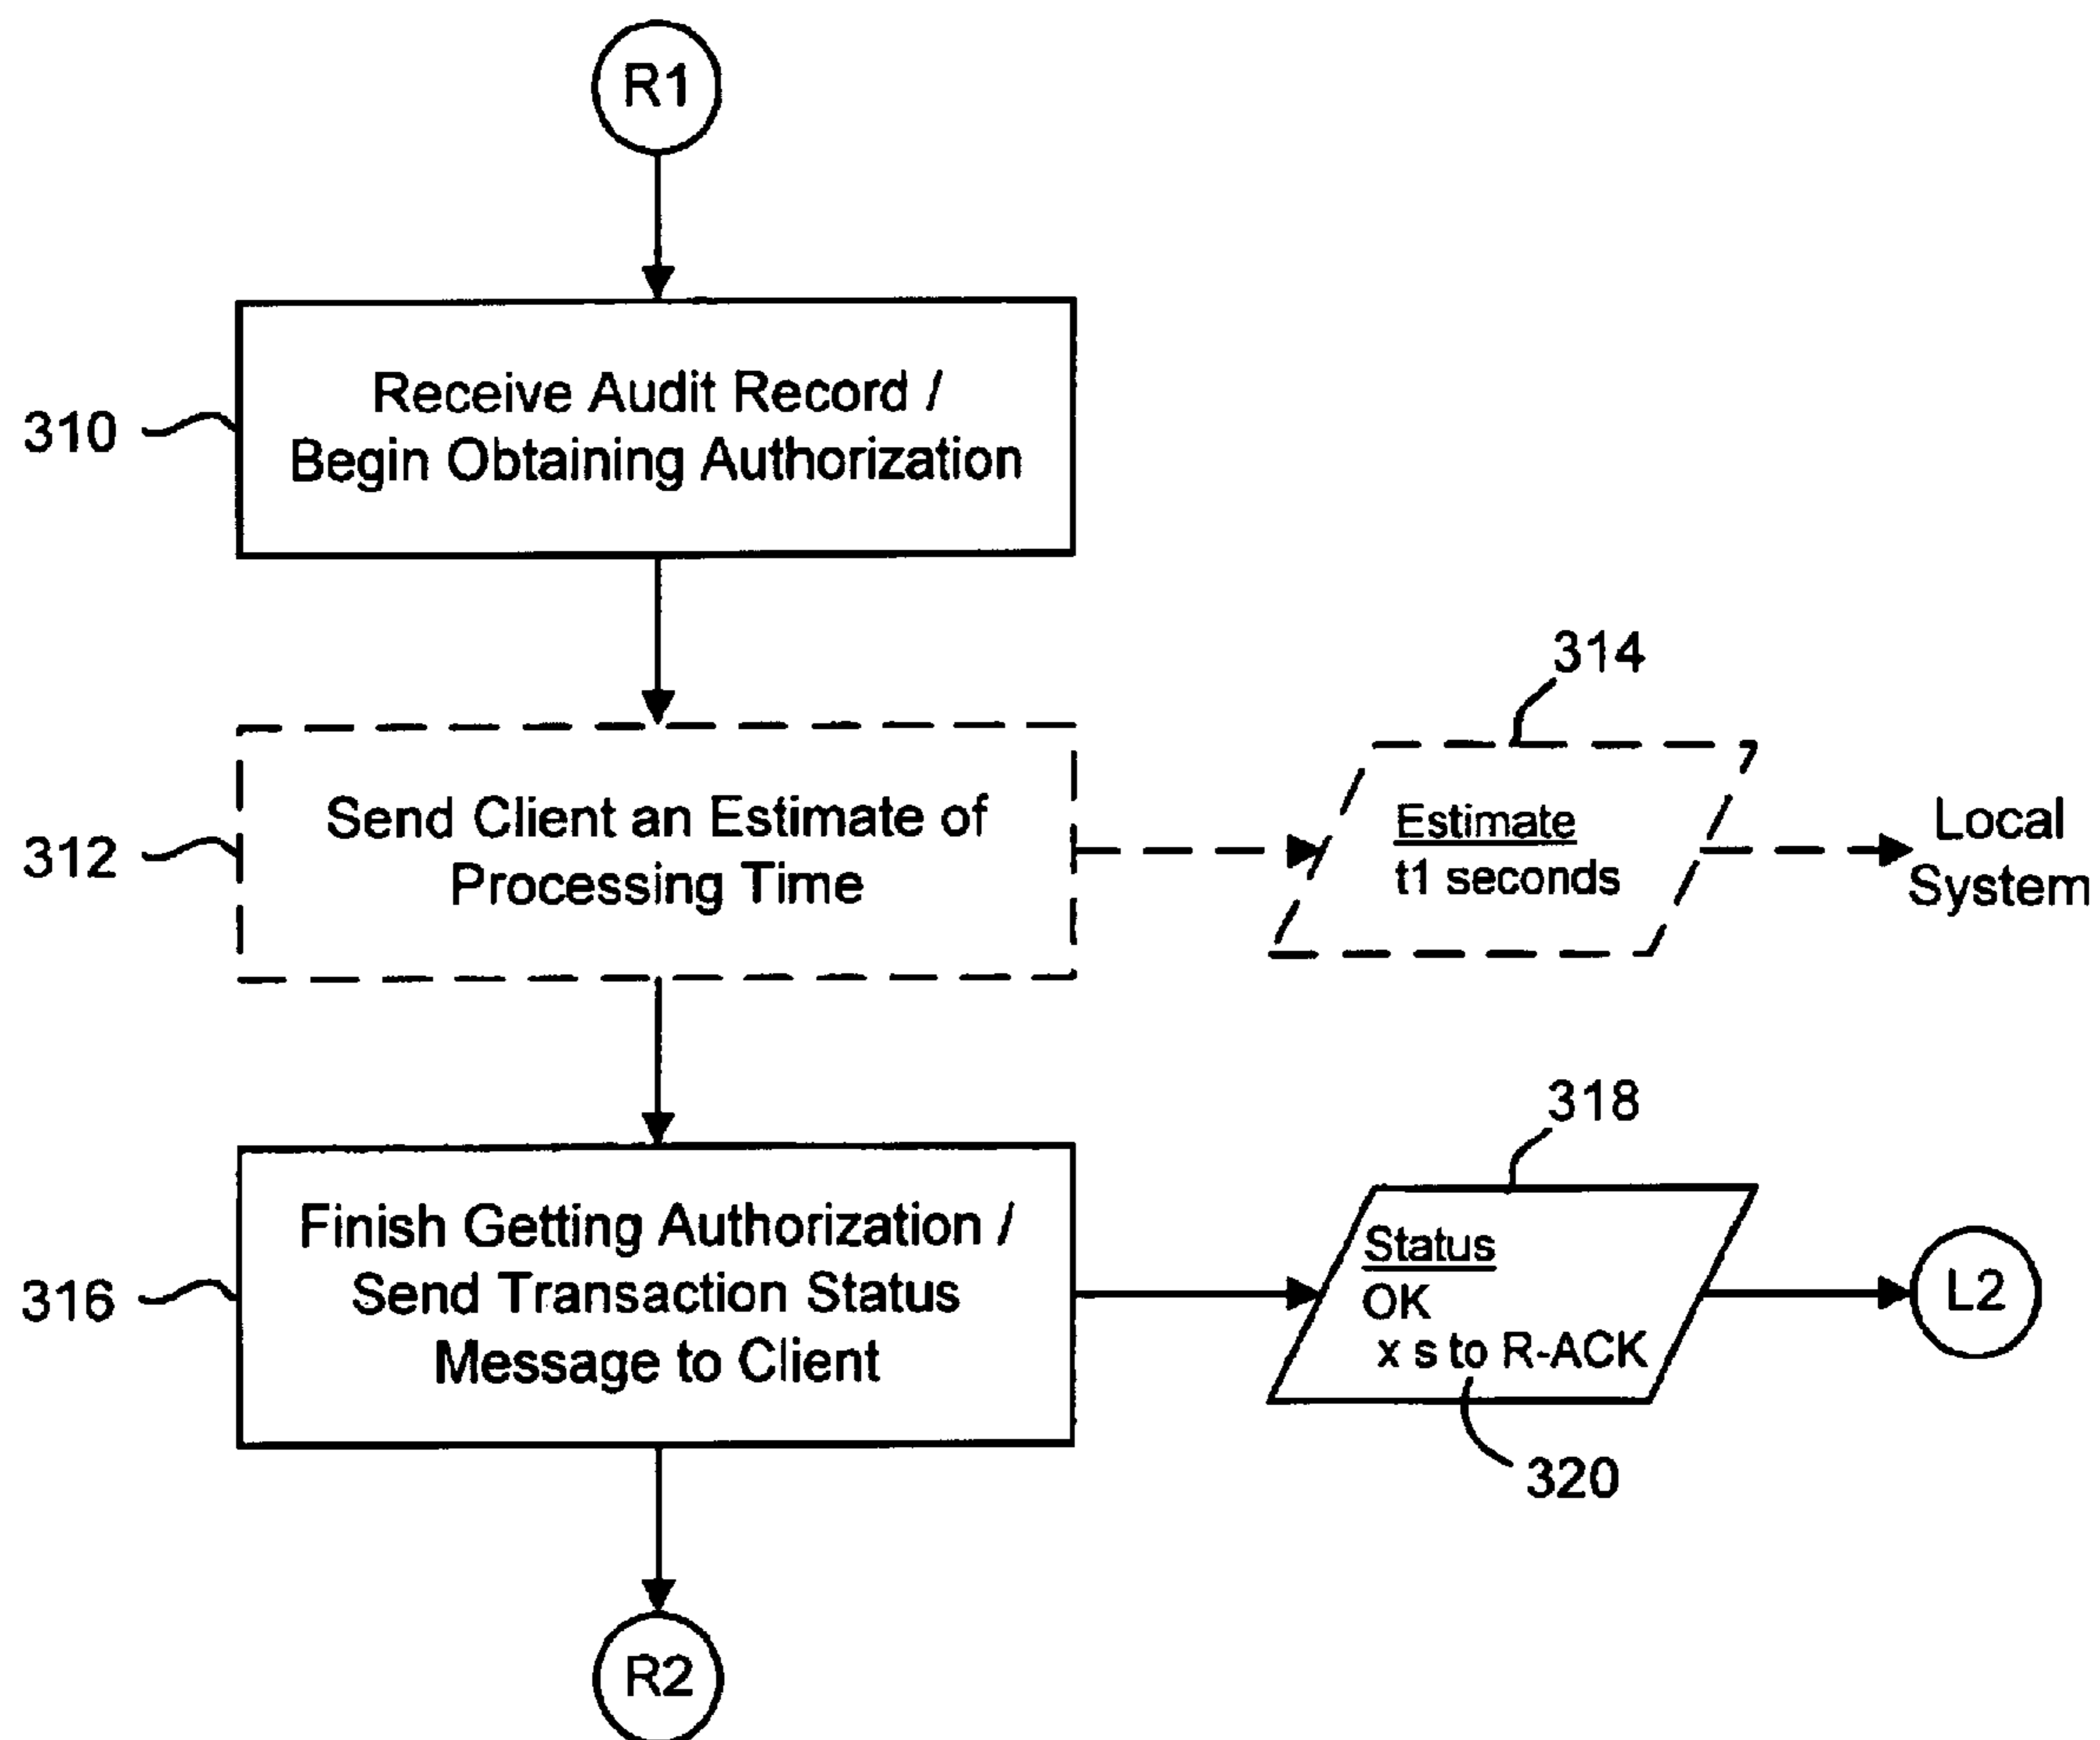 R1
310
Receive Audit Record /
Begin Obtaining Authorization
314
312
Send Client an Estimate of
Processing Time
Estimate
t1 seconds
Local
System
318
316
Finish Getting Authorization /
Send Transaction Status
Message to Client
Status
OK
x s to R-ACK
L2
320
R2